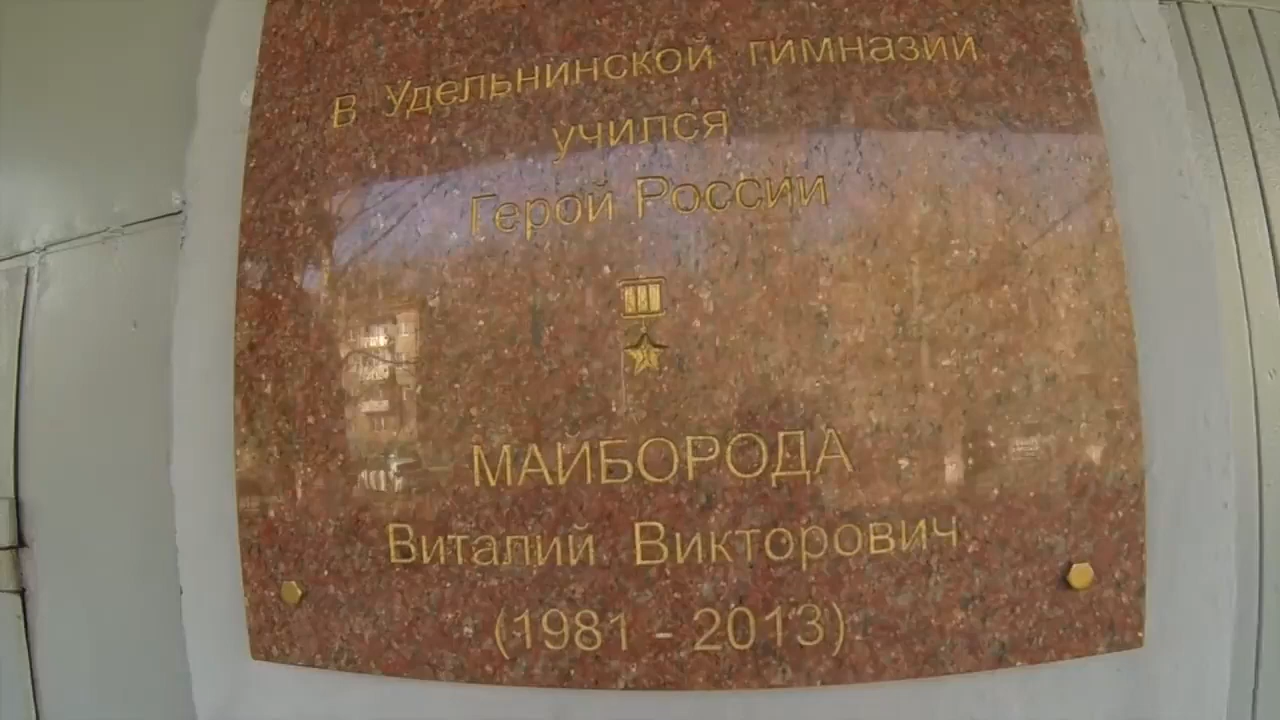 В Удельнинской гимназии
учился
Герой России
МАЙБОРОДА
Виталий Викторович
(1981 - 2013)